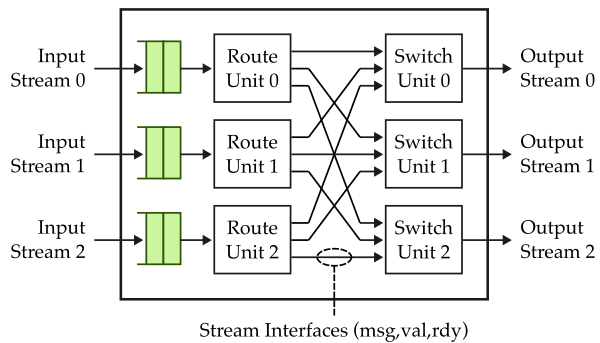 Input
Stream 0
Route
Unit 0
Switch
Unit 0
Output
Stream 0
Input
Stream 1
Route
Unit 1
Switch
Unit 1
Output
Stream 1
Input
Stream 2
Route
Unit 2
Switch
Unit 2
Output
Stream 2
Stream Interfaces (msg,val,rdy)